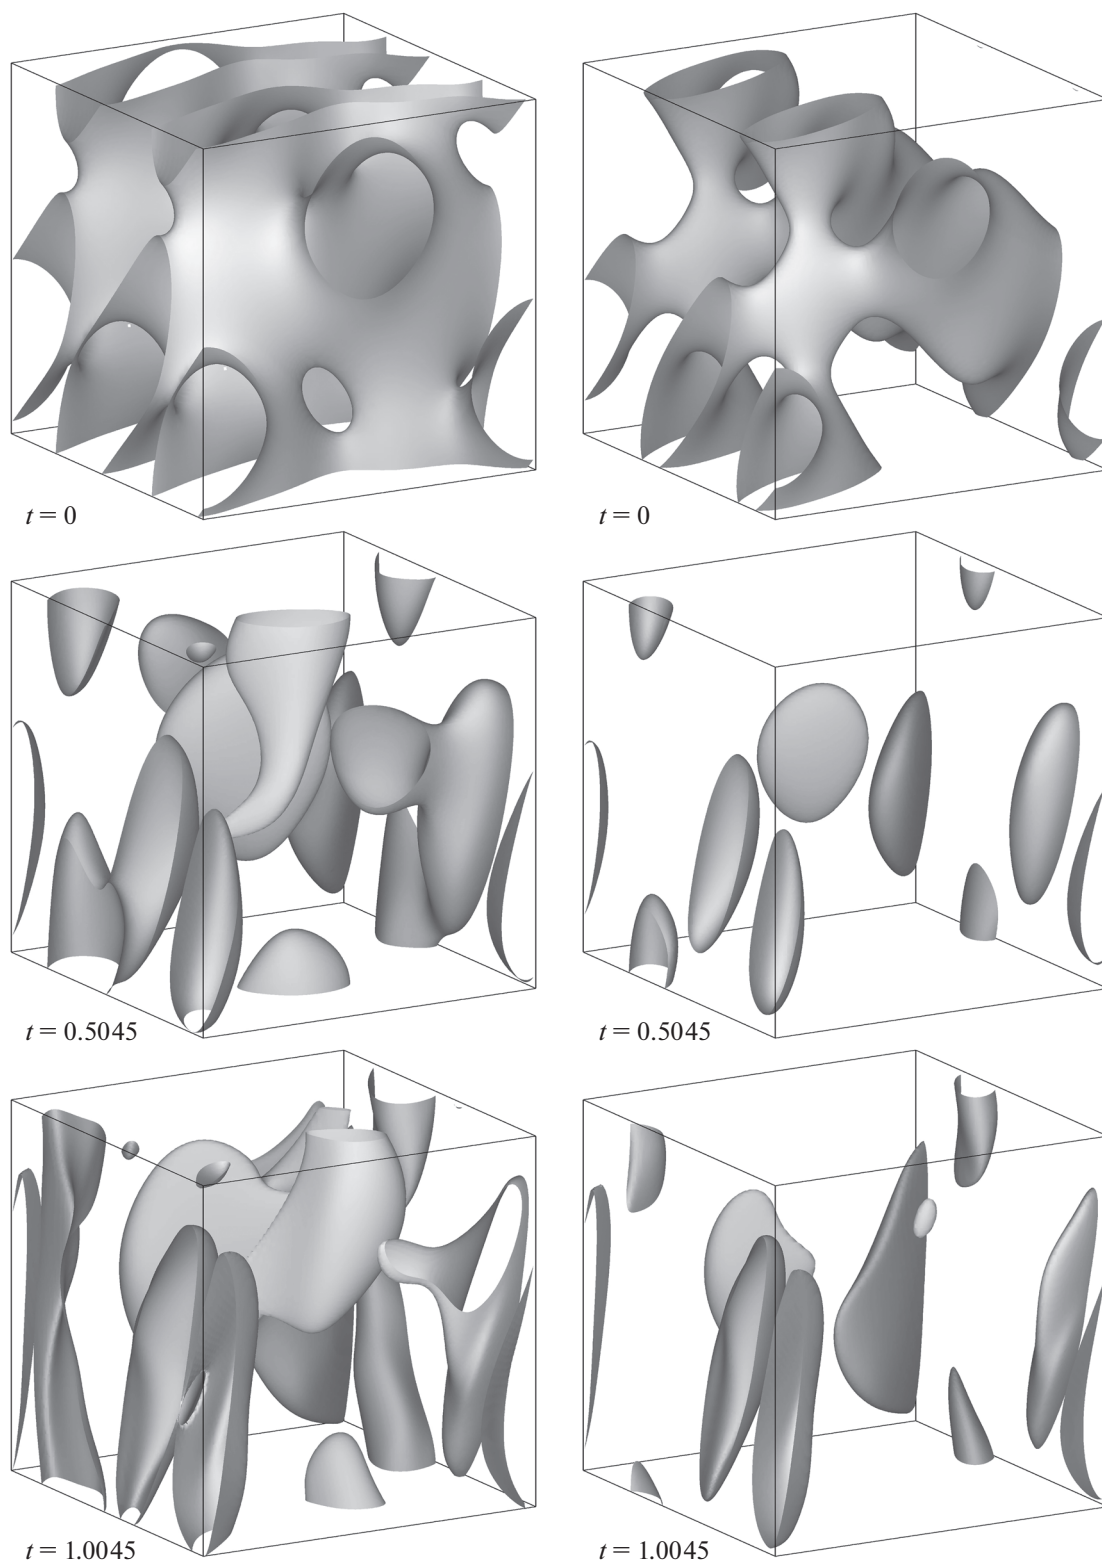 t = 0
t = 0
t = 0.5045
t = 0.5045
t = 1.0045
t = 1.0045